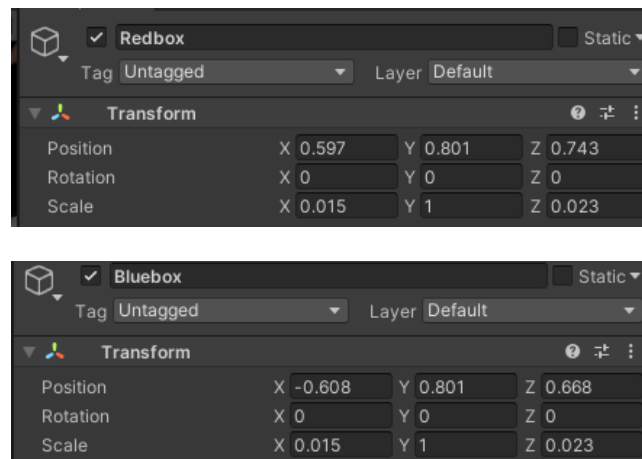 Redbox Static
Tag Untagged Layer Default
Transform
Position X 0.597 Y 0.801 Z 0.743
Rotation X 0 Y 0 Z 0
Scale X 0.015 Y 1 Z 0.023
Bluebox Static
Tag Untagged Layer Default
Transform
Position X -0.608 Y 0.801 Z 0.668
Rotation X 0 Y 0 Z 0
Scale X 0.015 Y 1 Z 0.023